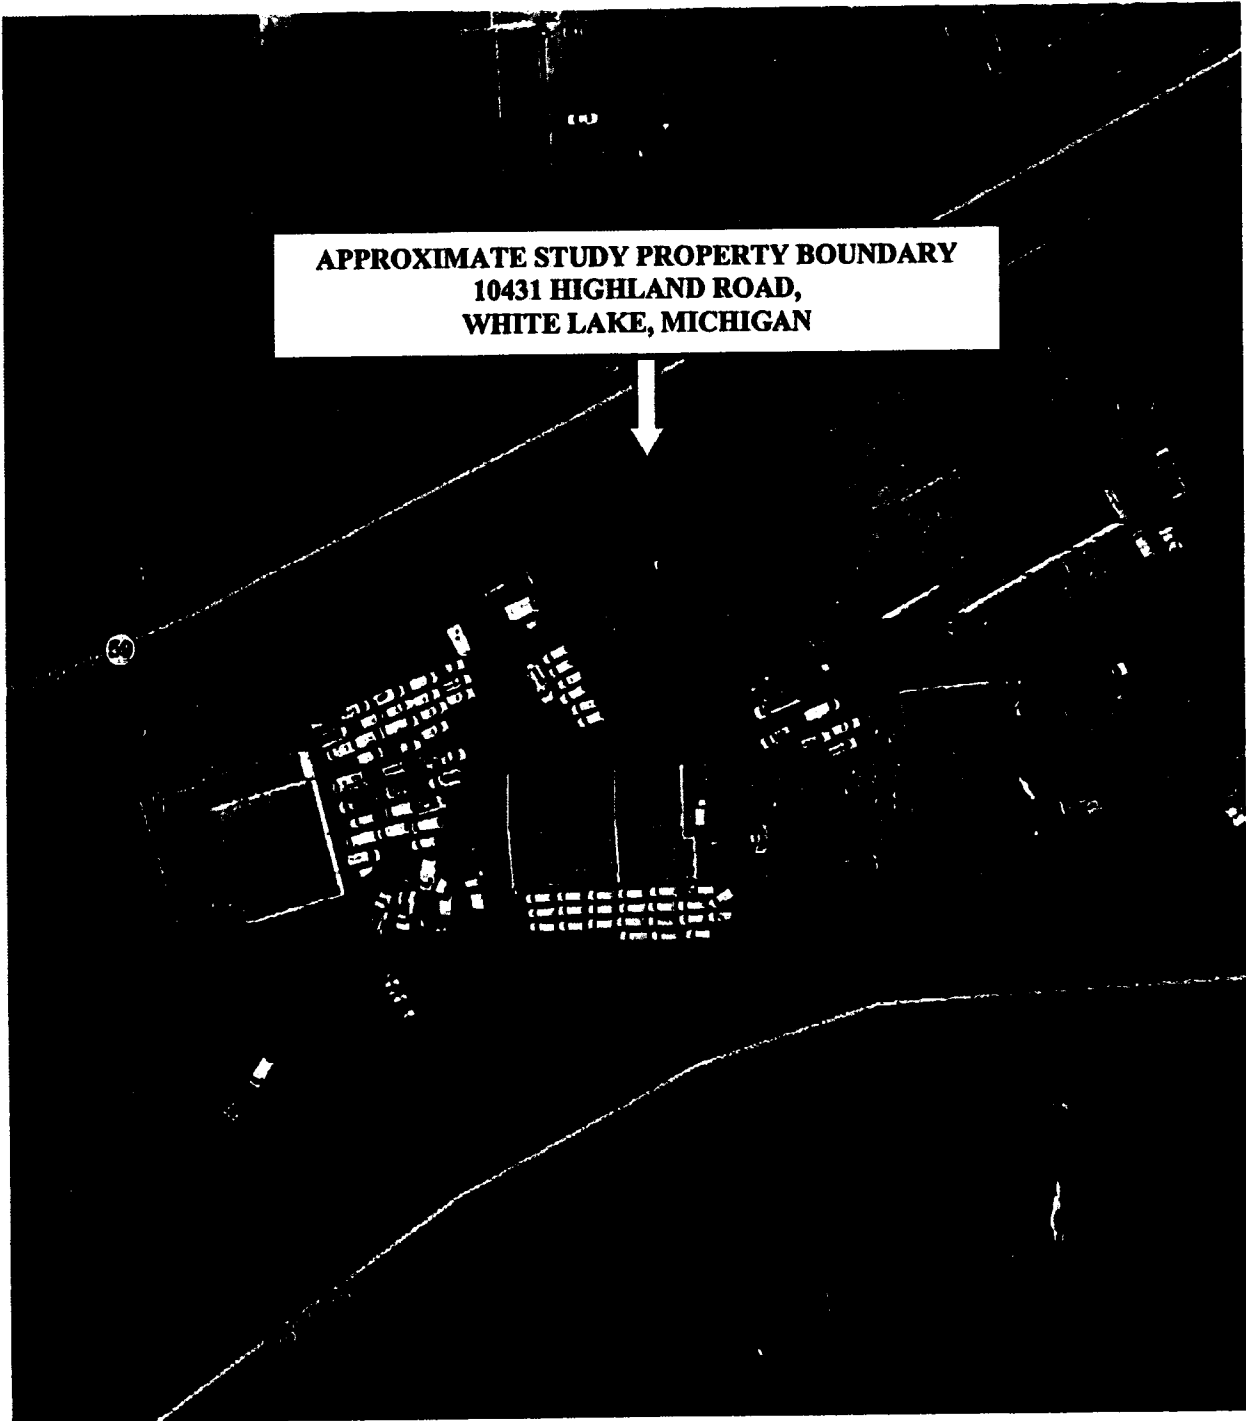 APPROXIMATE STUDY PROPERTY BOUNDARY
10431 HIGHLAND ROAD,
WHITE LAKE, MICHIGAN